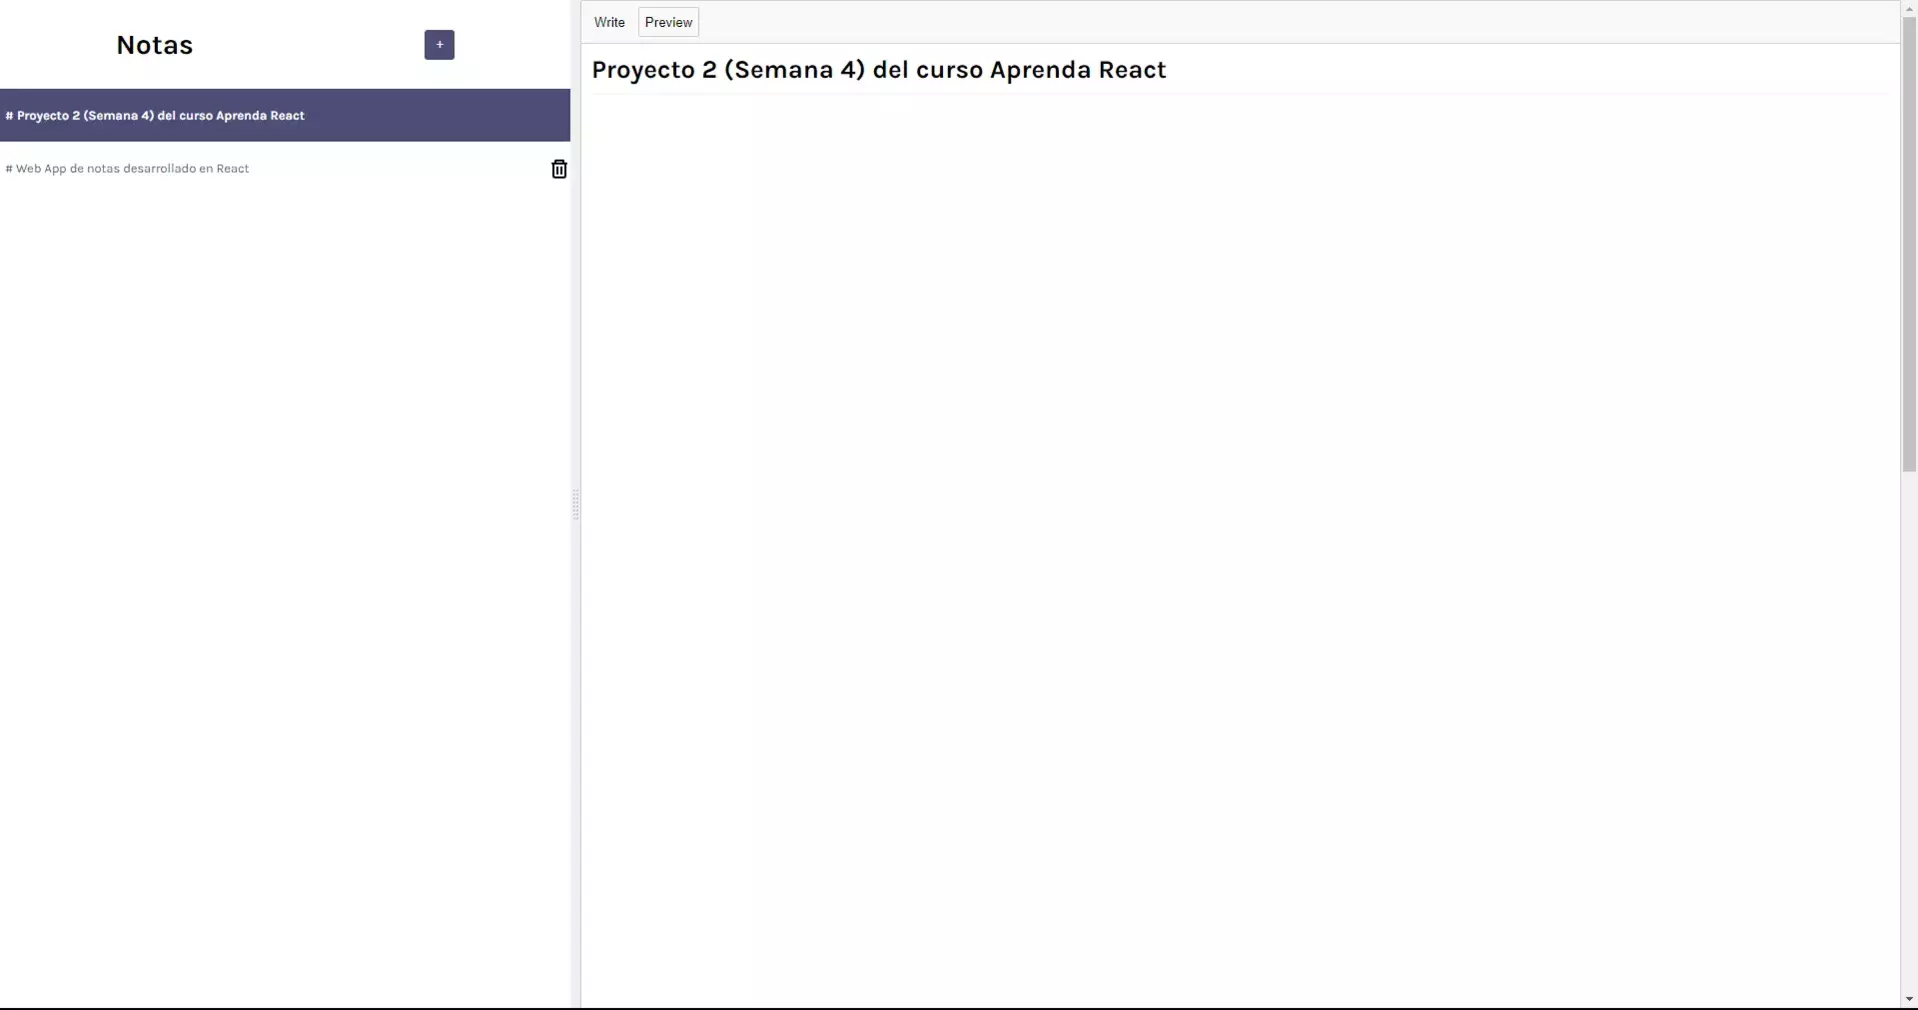 Notas
+
# Proyecto 2 (Semana 4) del curso Aprenda React
# Web App de notas desarrollado en React
Write Preview
Proyecto 2 (Semana 4) del curso Aprenda React